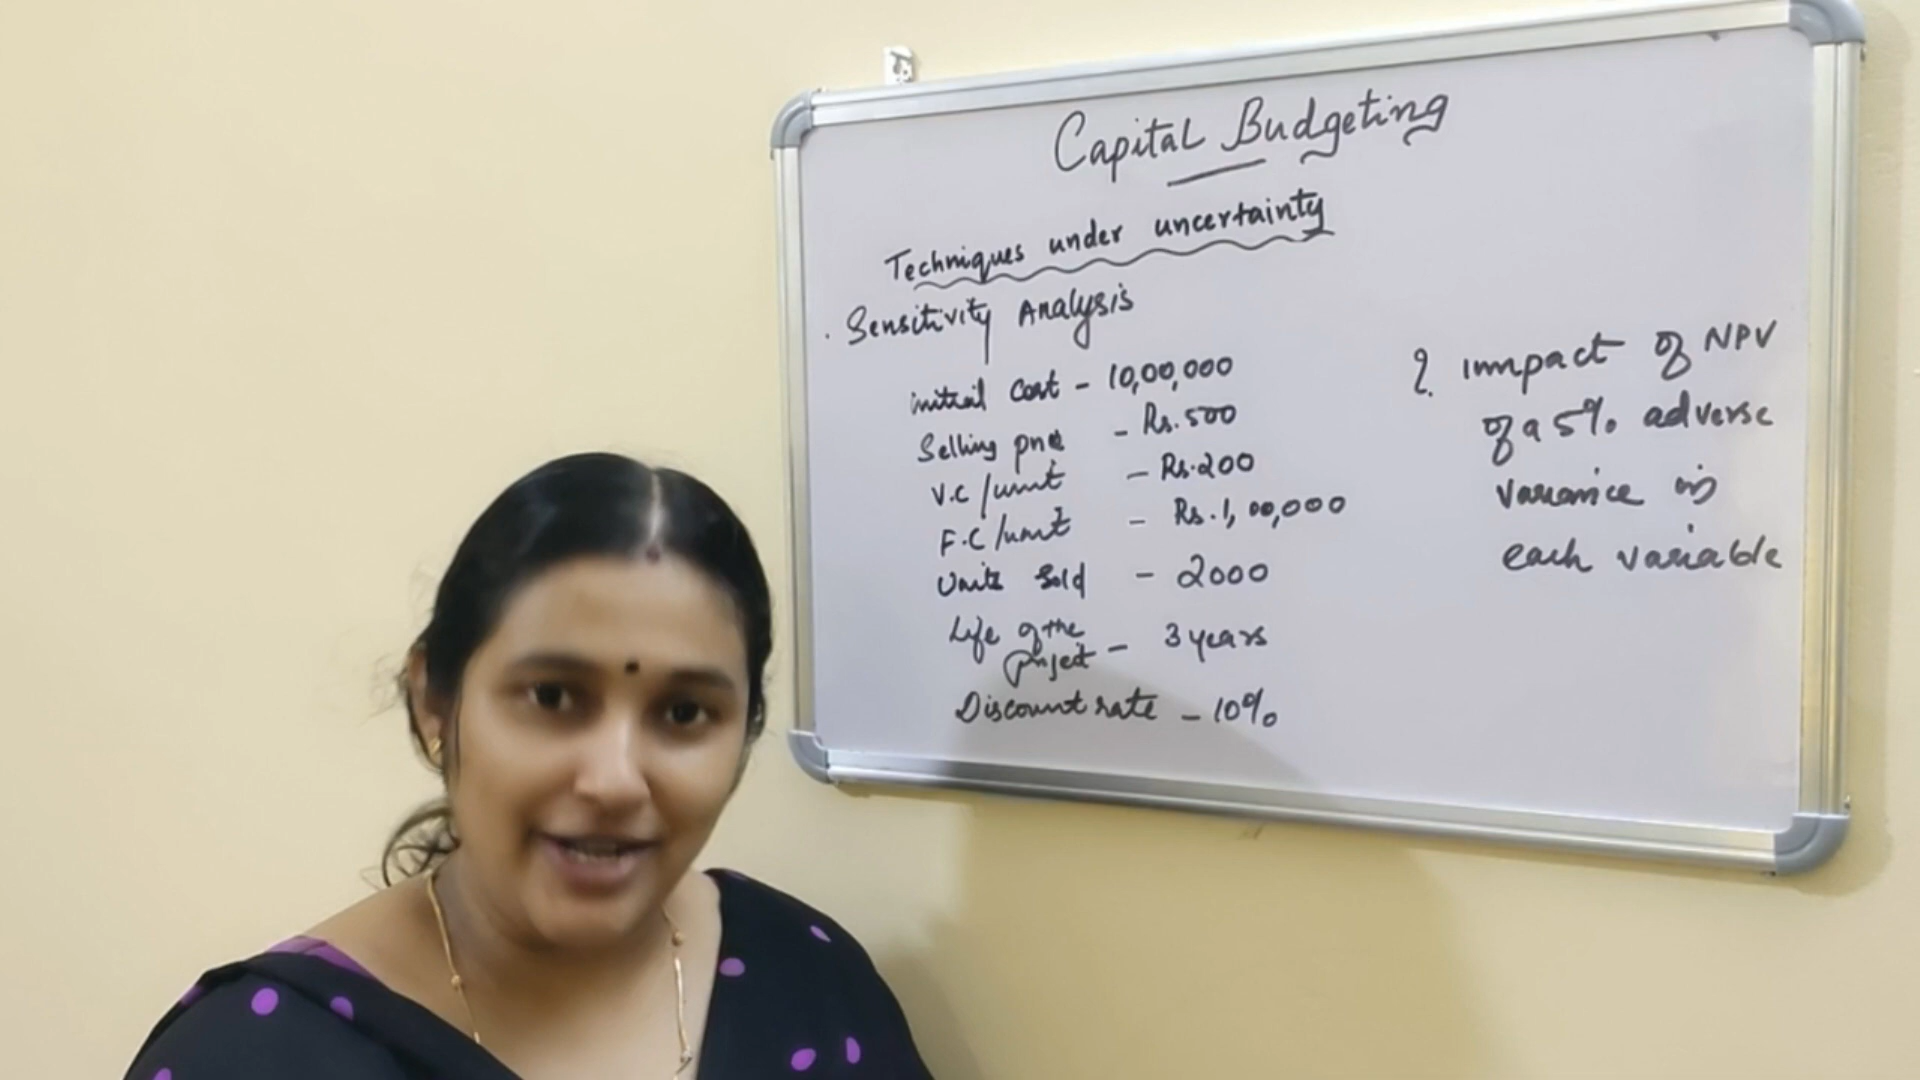 Capital Budgeting
Techniques under uncertainty
. Sensitivity Analysis
initial Cost - 10,00,000
Selling price - Rs.500
V.C /unit - Rs.200
F.C /unit - Rs.1,00,000
Units Sold - 2000
Life of the
project - 3 years
Discount rate - 10%
? impact of NPV
of a 5% adverse
variance in
each variable